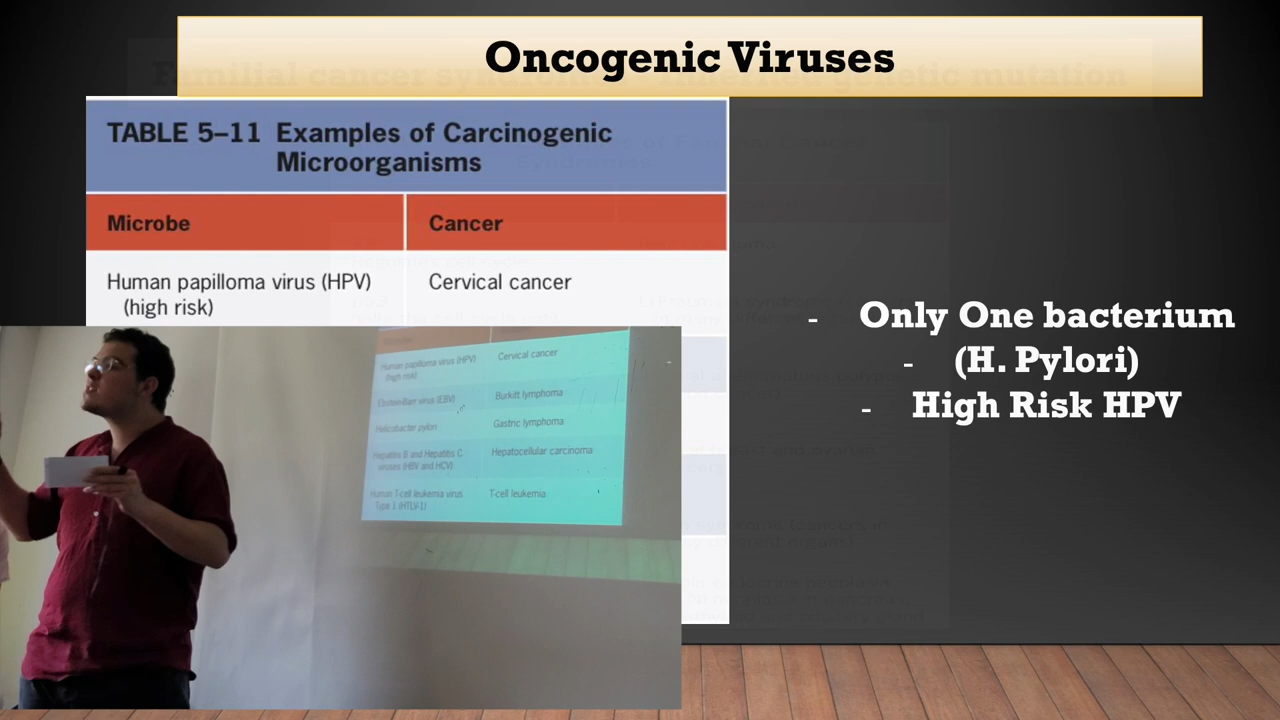 Oncogenic Viruses
TABLE 5–11 Examples of Carcinogenic
Microorganisms
Microbe Cancer
Human papilloma virus (HPV) Cervical cancer
(high risk)
- Only One bacterium
- (H. Pylori)
- High Risk HPV
Human papilloma virus (HPV) Cervical cancer
(high risk)
Epstein-Barr virus (EBV) Burkitt lymphoma
Helicobacter pylori Gastric lymphoma
Hepatitis B and Hepatitis C Hepatocellular carcinoma
viruses (HBV and HCV)
Human T-cell leukemia virus T-cell leukemia
Type 1 (HTLV-1)